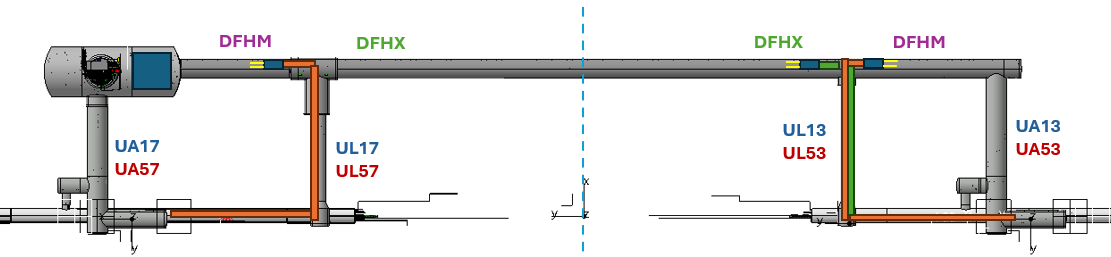 DFHM
DFHX
DFHX
DFHM
UA17
UA57
UL17
UL57
UL13
UL53
UA13
UA53
x
y
z
y
y
y